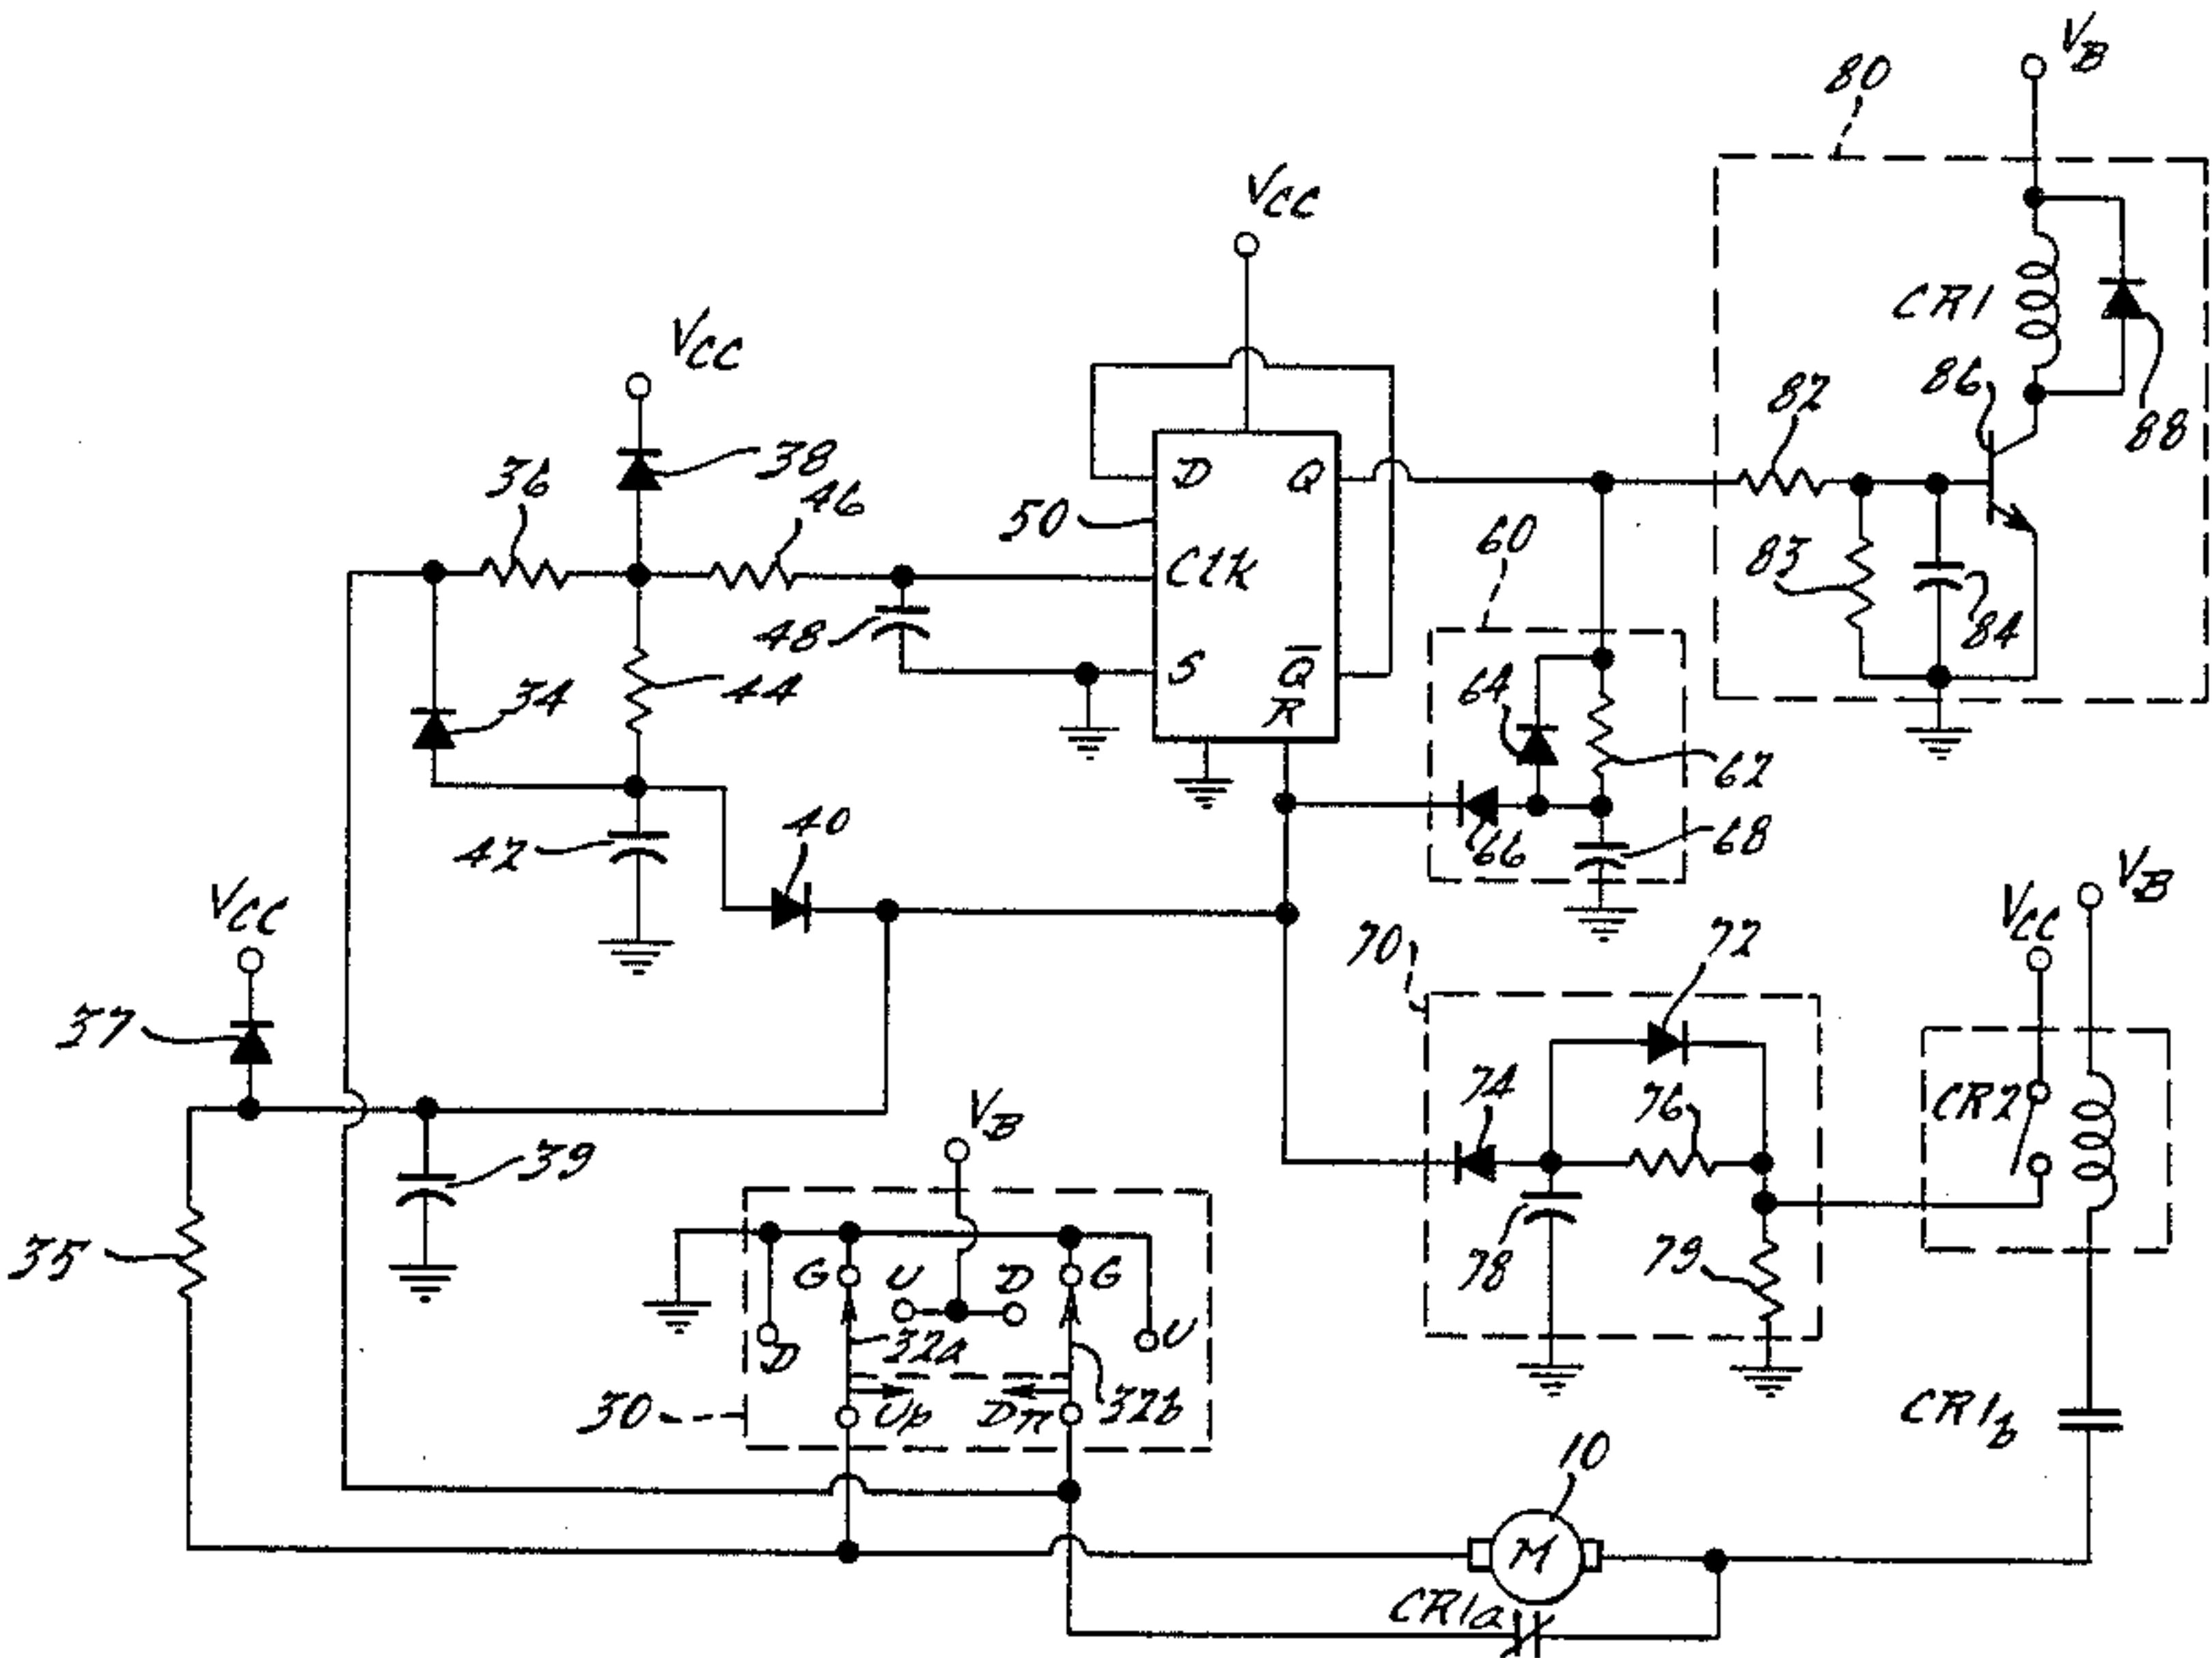 VB
80
VCC
CR1
86
88
82
VCC
38
36
46
50
D
Q
CLK
60
83
84
48
S
Q̅
R̅
34
44
64
62
66
68
40
42
VCC
VB
VCC
70
72
37
74
76
CR2
VB
39
35
G
U
D
G
78
79
D
32a
U
30
Up
Dn
32b
CR1b
10
M
CR1a